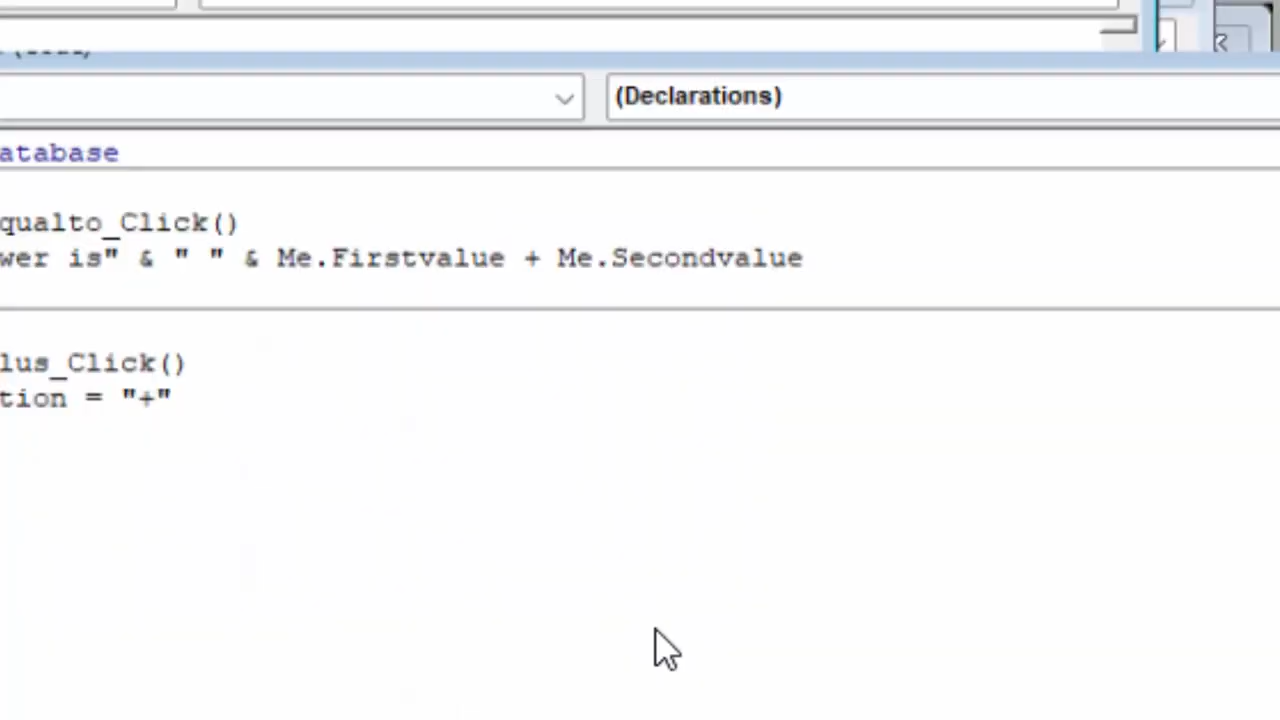 (Declarations)
atabase
qualto_Click()
wer is" & " " & Me.Firstvalue + Me.Secondvalue
lus_Click()
tion = "+"